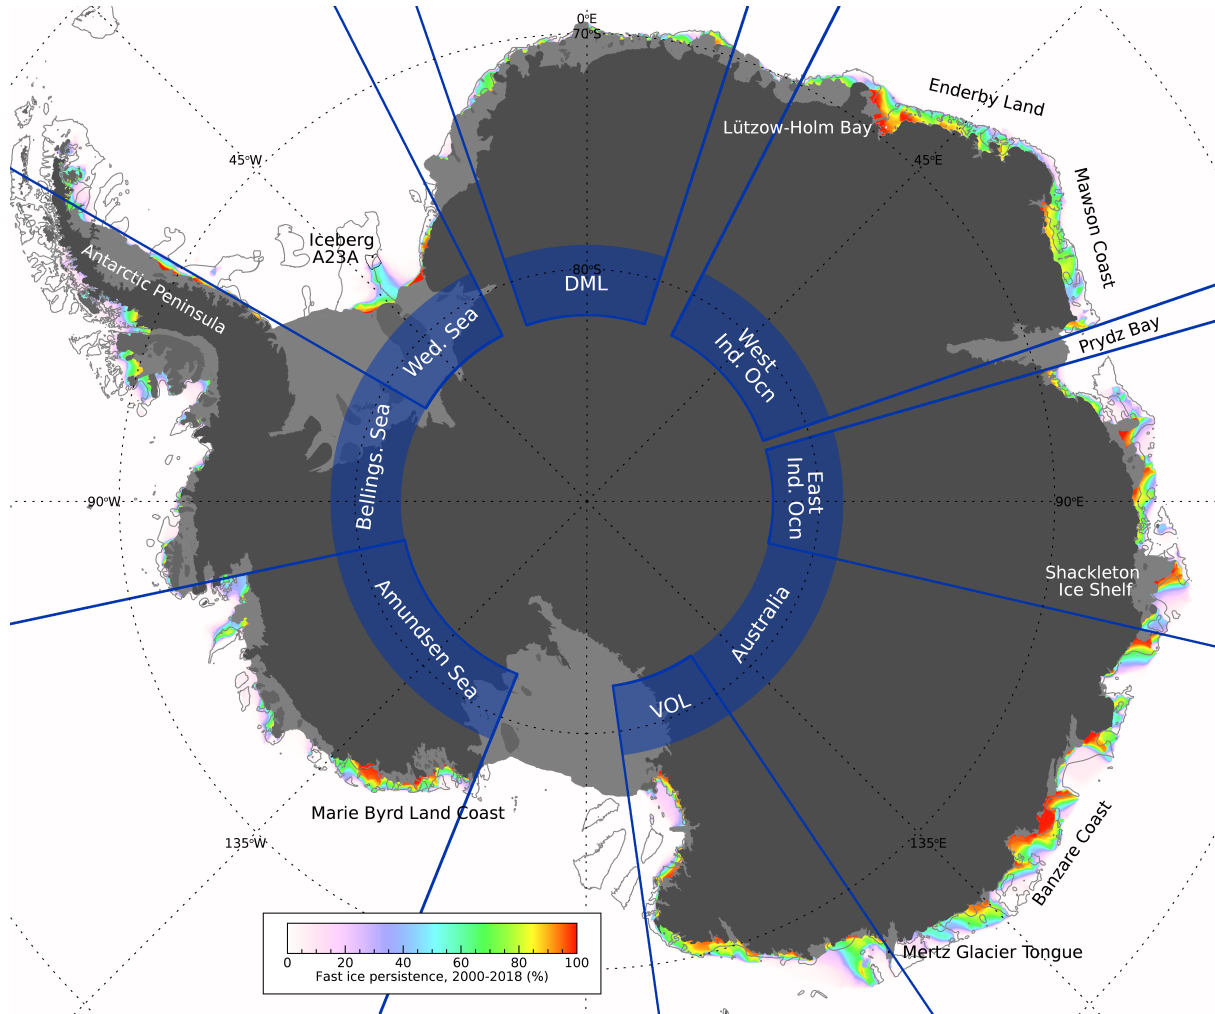 0°E
70°S
Enderby Land
Lützow-Holm Bay
45°W
45°E
Mawson Coast
Iceberg
A23A
Antarctic Peninsula
80°S
DML
Wed. Sea
West
Ind. Ocn
Prydz Bay
Bellings. Sea
East
Ind. Ocn
90°W
90°E
Shackleton
Ice Shelf
Amundsen Sea
Australia
VOL
Marie Byrd Land Coast
135°W
135°E
Banzare Coast
Mertz Glacier Tongue
0 20 40 60 80 100
Fast ice persistence, 2000-2018 (%)